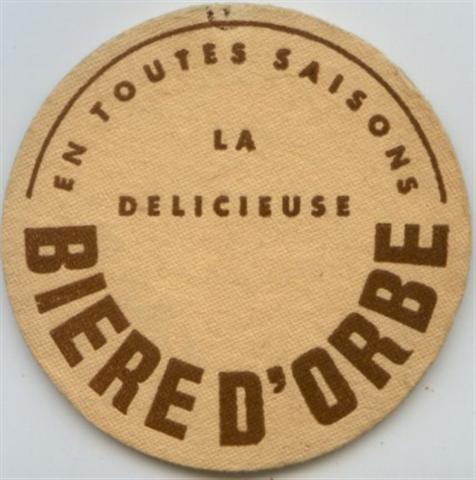 EN TOUTES SAISONS
LA
DELICIEUSE
BIERE D'ORBE